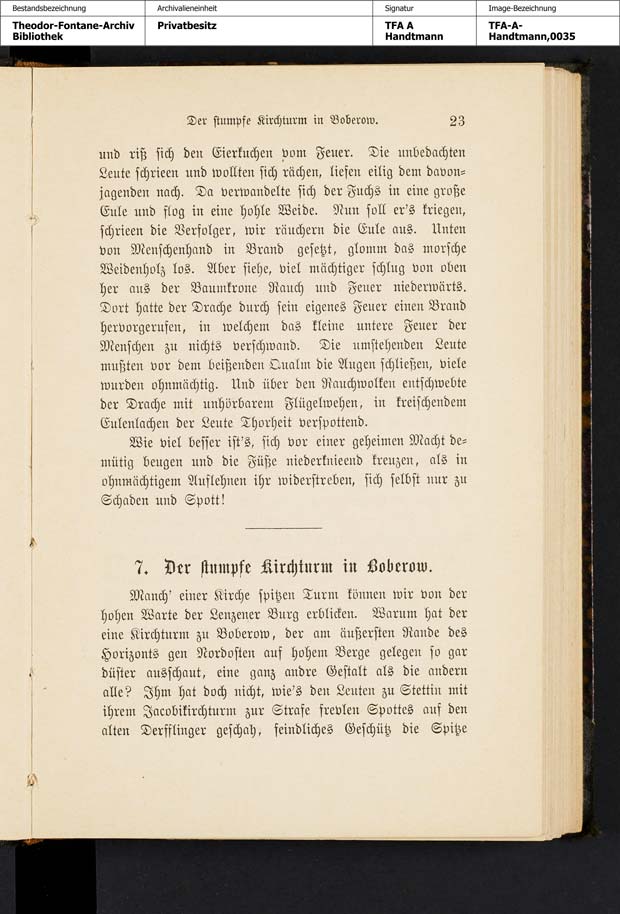 Bestandsbezeichnung Archivalieneinheit Signatur Image-Bezeichnung
Theodor-Fontane-Archiv Privatbesitz TFA A TFA-A-
Bibliothek Handtmann Handtmann,0035
Der stumpfe Kirchturm in Boberow. 23
und riß sich den Eierkuchen vom Feuer. Die unbedachten
Leute schrieen und wollten sich rächen, liefen eilig dem davon-
jagenden nach. Da verwandelte sich der Fuchs in eine große
Eule und flog in eine hohle Weide. Nun soll er's kriegen,
schrieen die Verfolger, wir räuchern die Eule aus. Unten
von Menschenhand in Brand gesetzt, glomm das morsche
Weidenholz los. Aber siehe, viel mächtiger schlug von oben
her aus der Baumkrone Rauch und Feuer niederwärts.
Dort hatte der Drache durch sein eigenes Feuer einen Brand
hervorgerufen, in welchem das kleine untere Feuer der
Menschen zu nichts verschwand. Die umstehenden Leute
mußten vor dem beißenden Qualm die Augen schließen, viele
wurden ohnmächtig. Und über den Rauchwolken entschwebte
der Drache mit unhörbarem Flügelwehen, in kreischendem
Eulenlachen der Leute Thorheit verspottend.
Wie viel besser ist's, sich vor einer geheimen Macht de-
mütig beugen und die Füße niederknieend kreuzen, als in
ohnmächtigem Auflehnen ihr widerstreben, sich selbst nur zu
Schaden und Spott!
7. Der stumpfe Kirchturm in Boberow.
Manch' einer Kirche spitzen Turm können wir von der
hohen Warte der Lenzener Burg erblicken. Warum hat der
eine Kirchturm zu Boberow, der am äußersten Rande des
Horizonts gen Nordosten auf hohem Berge gelegen so gar
düster ausschaut, eine ganz andre Gestalt als die andern
alle? Ihm hat doch nicht, wie's den Leuten zu Stettin mit
ihrem Jacobikirchturm zur Strafe frevlen Spottes auf den
alten Derfflinger geschah, feindliches Geschütz die Spitze